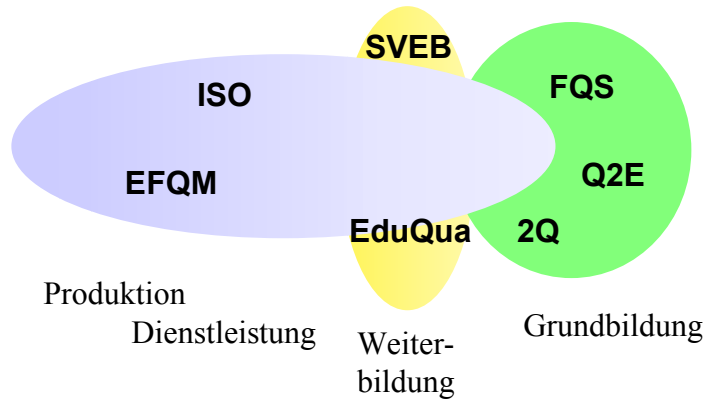 SVEB
ISO
FQS
EFQM
Q2E
EduQua
2Q
Produktion
Dienstleistung
Weiter-
bildung
Grundbildung